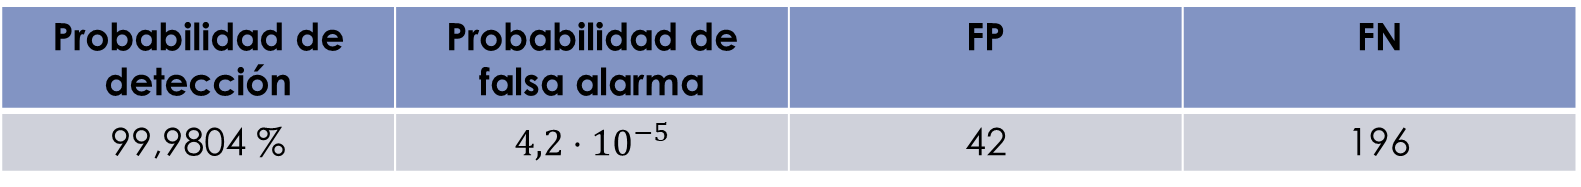 Probabilidad de
detección
Probabilidad de
falsa alarma
FP
FN
99,9804 %
4,2 · 10⁻⁵
42
196